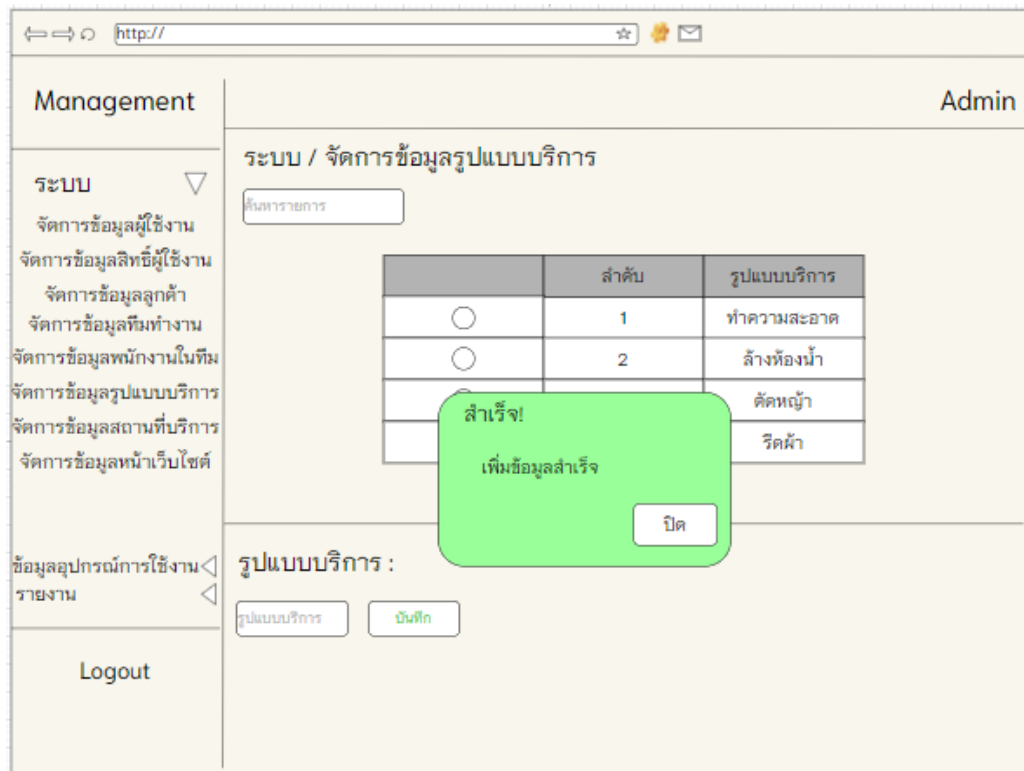 http://
Management
Admin
ระบบ / จัดการข้อมูลรูปแบบบริการ
ค้นหารายการ
ระบบ
จัดการข้อมูลผู้ใช้งาน
จัดการข้อมูลสิทธิ์ผู้ใช้งาน
จัดการข้อมูลลูกค้า
จัดการข้อมูลทีมทำงาน
จัดการข้อมูลพนักงานในทีม
จัดการข้อมูลรูปแบบบริการ
จัดการข้อมูลสถานที่บริการ
จัดการข้อมูลหน้าเว็บไซต์
ข้อมูลอุปกรณ์การใช้งาน
รายงาน
Logout
ลำดับ รูปแบบบริการ
1 ทำความสะอาด
2 ล้างห้องน้ำ
ตัดหญ้า
รีดผ้า
สำเร็จ!
เพิ่มข้อมูลสำเร็จ
ปิด
รูปแบบบริการ :
รูปแบบบริการ
บันทึก